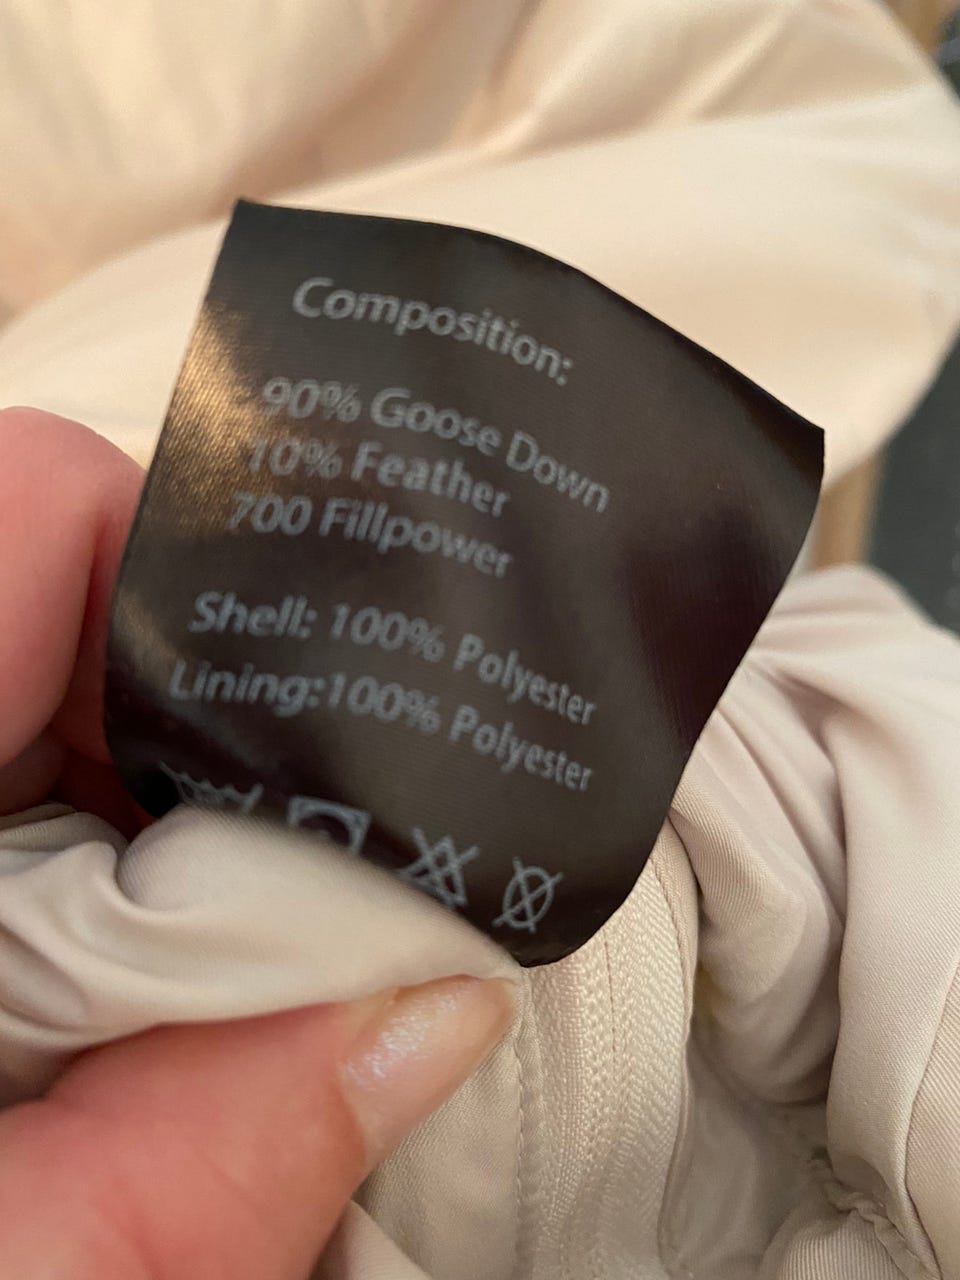 Composition:
90% Goose Down
10% Feather
700 Fillpower
Shell: 100% Polyester
Lining:100% Polyester